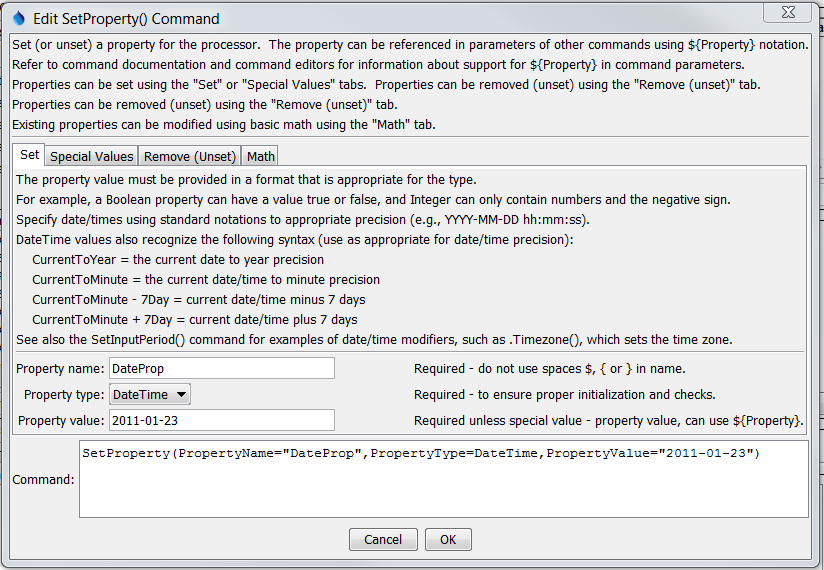 Edit SetProperty() Command
Set (or unset) a property for the processor.  The property can be referenced in parameters of other commands using ${Property} notation.
Refer to command documentation and command editors for information about support for ${Property} in command parameters.
Properties can be set using the "Set" or "Special Values" tabs.  Properties can be removed (unset) using the "Remove (unset)" tab.
Properties can be removed (unset) using the "Remove (unset)" tab.
Existing properties can be modified using basic math using the "Math" tab.
Set Special Values Remove (Unset) Math
The property value must be provided in a format that is appropriate for the type.
For example, a Boolean property can have a value true or false, and Integer can only contain numbers and the negative sign.
Specify date/times using standard notations to appropriate precision (e.g., YYYY-MM-DD hh:mm:ss).
DateTime values also recognize the following syntax (use as appropriate for date/time precision):
CurrentToYear = the current date to year precision
CurrentToMinute = the current date/time to minute precision
CurrentToMinute - 7Day = current date/time minus 7 days
CurrentToMinute + 7Day = current date/time plus 7 days
See also the SetInputPeriod() command for examples of date/time modifiers, such as .Timezone(), which sets the time zone.
Property name: DateProp Required - do not use spaces $, { or } in name.
Property type: DateTime Required - to ensure proper initialization and checks.
Property value: 2011-01-23 Required unless special value - property value, can use ${Property}.
Command: SetProperty(PropertyName="DateProp",PropertyType=DateTime,PropertyValue="2011-01-23")
Cancel OK